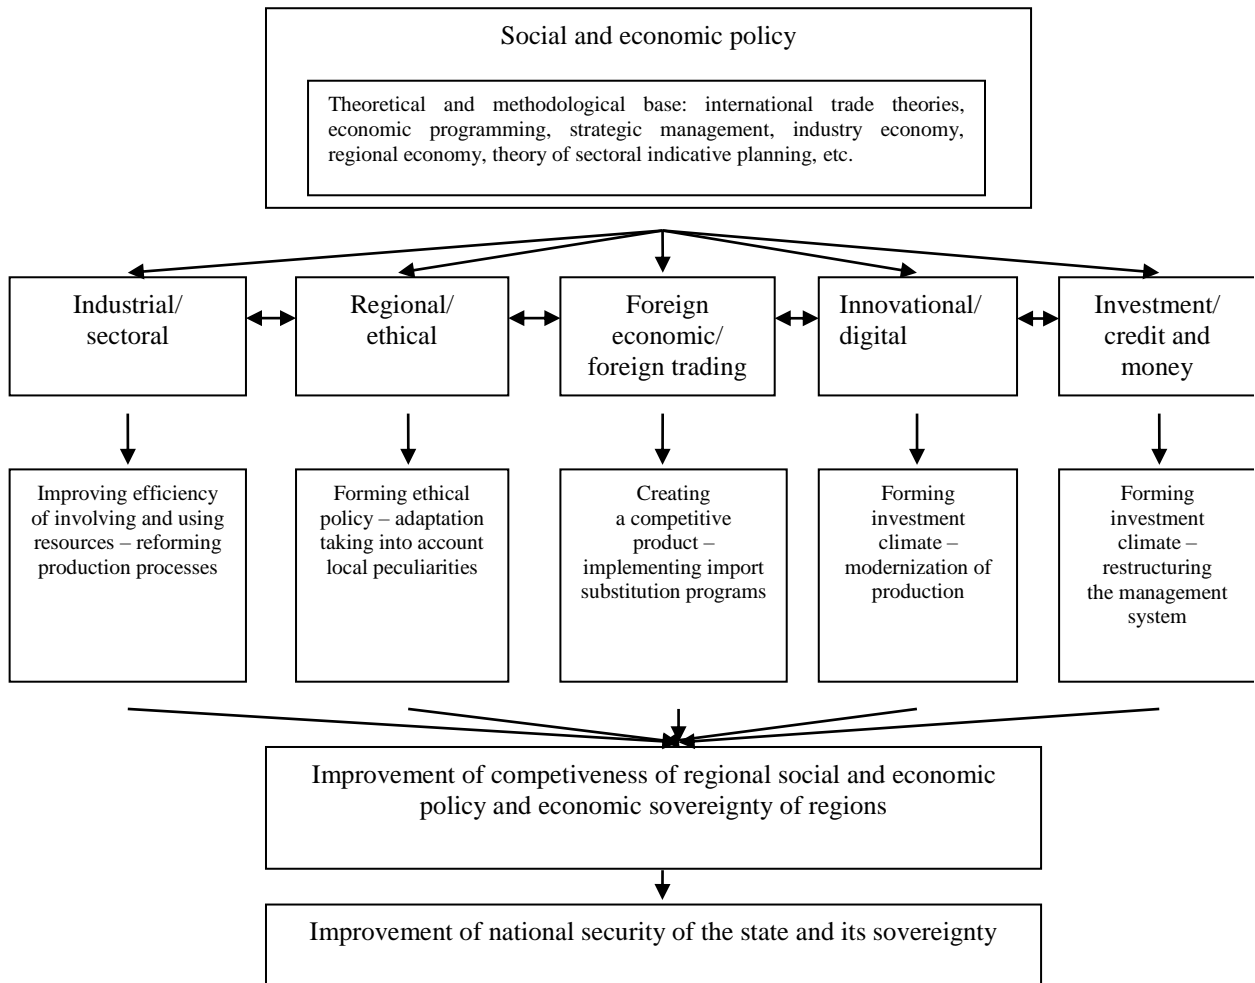 Social and economic policy
Theoretical and methodological base: international trade theories,
economic programming, strategic management, industry economy,
regional economy, theory of sectoral indicative planning, etc.
Industrial/
sectoral
Regional/
ethical
Foreign
economic/
foreign trading
Innovational/
digital
Investment/
credit and
money
Improving efficiency
of involving and using
resources – reforming
production processes
Forming ethical
policy – adaptation
taking into account
local peculiarities
Creating
a competitive
product –
implementing import
substitution programs
Forming
investment
climate –
modernization of
production
Forming
investment
climate –
restructuring
the management
system
Improvement of competiveness of regional social and economic
policy and economic sovereignty of regions
Improvement of national security of the state and its sovereignty